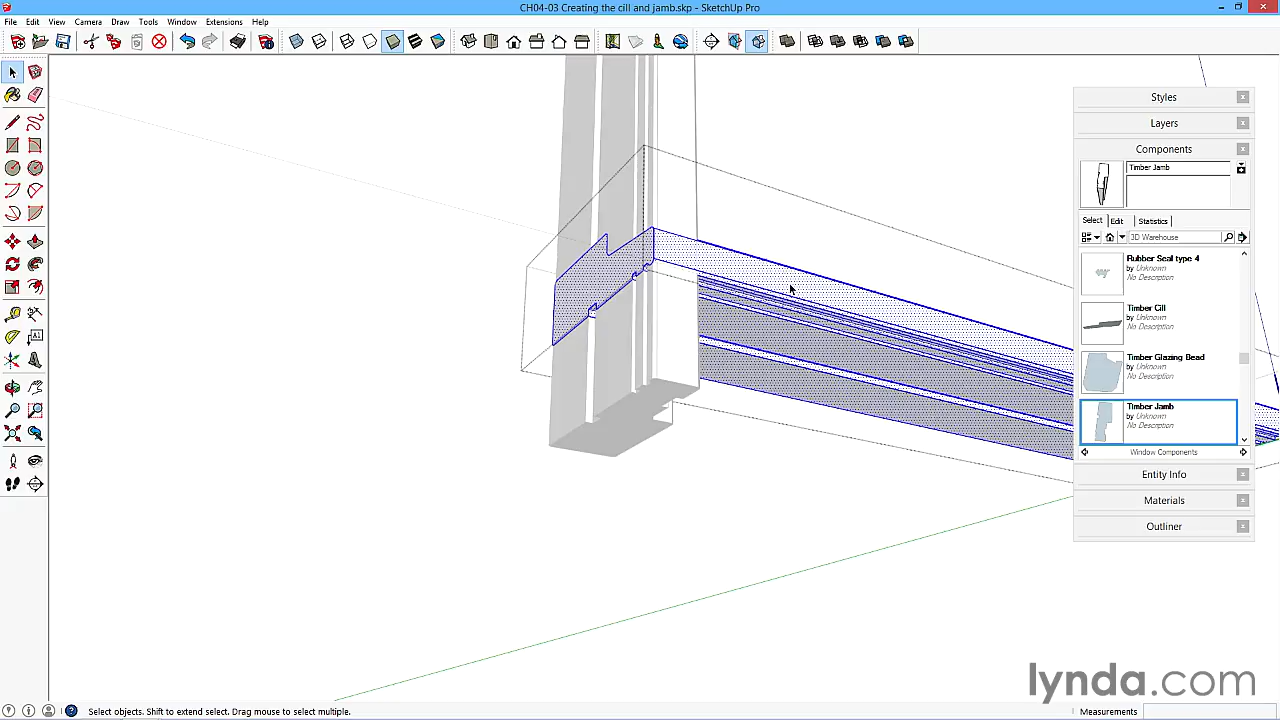 CH04-03 Creating the cill and jamb.skp - SketchUp Pro
File Edit View Camera Draw Tools Window Extensions Help
Styles
Layers
Components
Timber Jamb
Select Edit Statistics
3D Warehouse
Rubber Seal type 4
by Unknown
No Description
Timber Cill
by Unknown
No Description
Timber Glazing Bead
by Unknown
No Description
Timber Jamb
by Unknown
No Description
Window Components
Entity Info
Materials
Outliner
lynda.com
Select objects. Shift to extend select. Drag mouse to select multiple.
Measurements